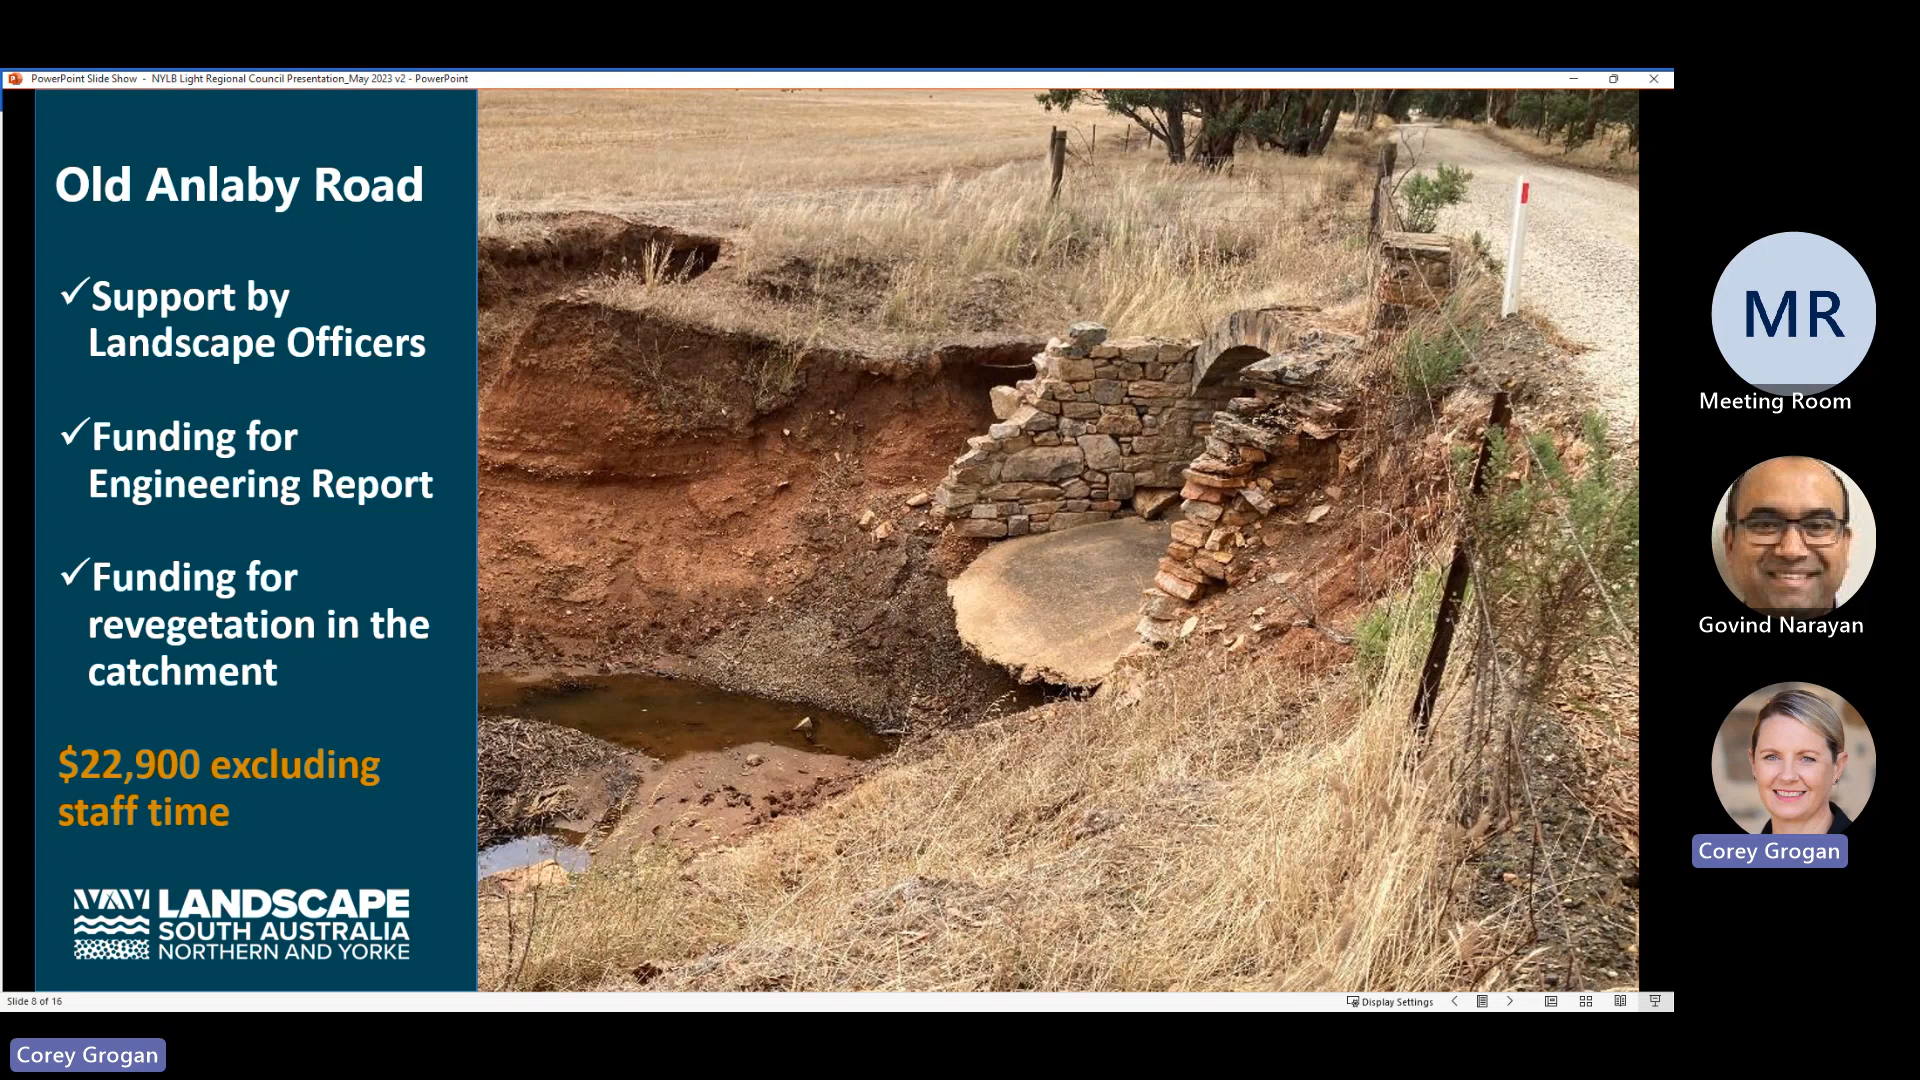 PowerPoint Slide Show - NYLB Light Regional Council Presentation_May 2023 v2 - PowerPoint
Old Anlaby Road
✓Support by
Landscape Officers
✓Funding for
Engineering Report
✓Funding for
revegetation in the
catchment
$22,900 excluding
staff time
LANDSCAPE
SOUTH AUSTRALIA
NORTHERN AND YORKE
Slide 8 of 16
Display Settings
MR
Meeting Room
Govind Narayan
Corey Grogan
Corey Grogan